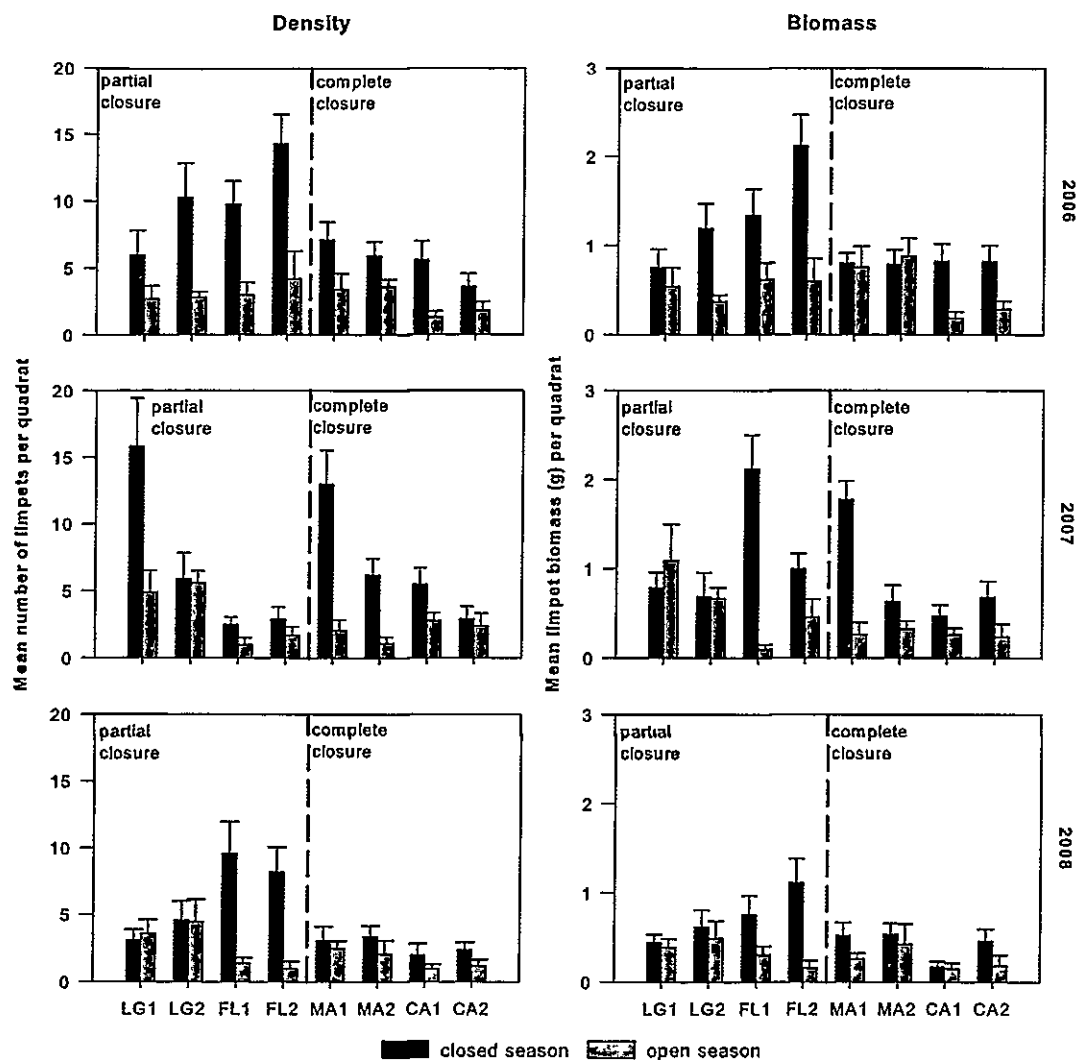 Density
Biomass
Mean number of limpets per quadrat
Mean limpet biomass (g) per quadrat
20
15
10
5
0
partial
closure
complete
closure
3
2
1
0
partial
closure
complete
closure
2006
20
15
10
5
0
partial
closure
complete
closure
3
2
1
0
partial
closure
complete
closure
2007
20
15
10
5
0
partial
closure
complete
closure
3
2
1
0
partial
closure
complete
closure
2008
LG1 LG2 FL1 FL2 MA1 MA2 CA1 CA2
LG1 LG2 FL1 FL2 MA1 MA2 CA1 CA2
closed season open season